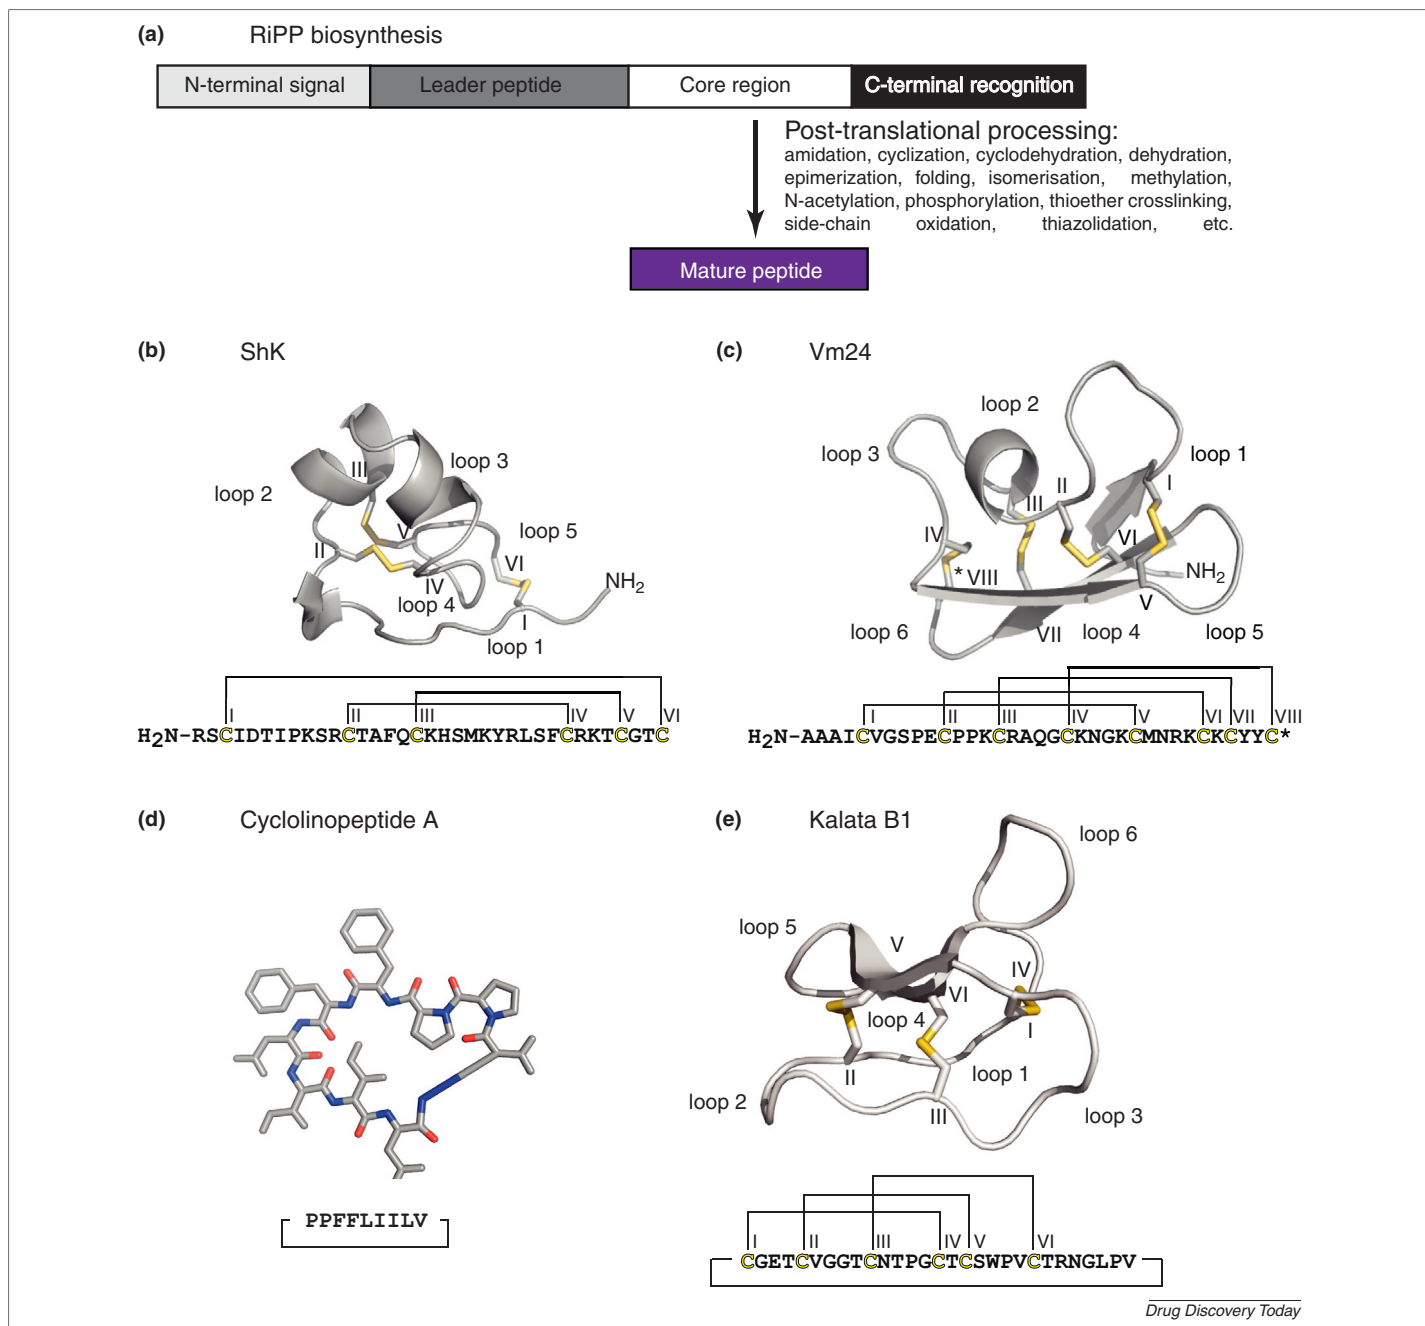 (a) RiPP biosynthesis
N-terminal signal Leader peptide Core region C-terminal recognition
Post-translational processing:
amidation, cyclization, cyclodehydration, dehydration,
epimerization, folding, isomerisation, methylation,
N-acetylation, phosphorylation, thioether crosslinking,
side-chain oxidation, thiazolidation, etc.
Mature peptide
(b) ShK
loop 2
III
loop 3
V
loop 5
II
VI
IV
NH2
loop 4
I
loop 1
I II III IV V VI
H2N-RSCIDTIPKSRCTAFQCKHSMKYRLSFCRKTCGTC
(c) Vm24
loop 2
loop 3
loop 1
I
II
III
IV
VI
* VIII
NH2
V
loop 6
VII
loop 4
loop 5
I II III IV V VI VII VIII
H2N-AAAICVGSPECPPKCRAQGCKNGKCMNRKCKCYYC*
(d) Cyclolinopeptide A
PPFFLIILV
(e) Kalata B1
loop 6
loop 5
V
IV
VI
loop 4
I
II
loop 1
loop 2
III
loop 3
I II III IV V VI
CGETCVGGTCNTPGCTCSWPVCTRNGLPV
Drug Discovery Today